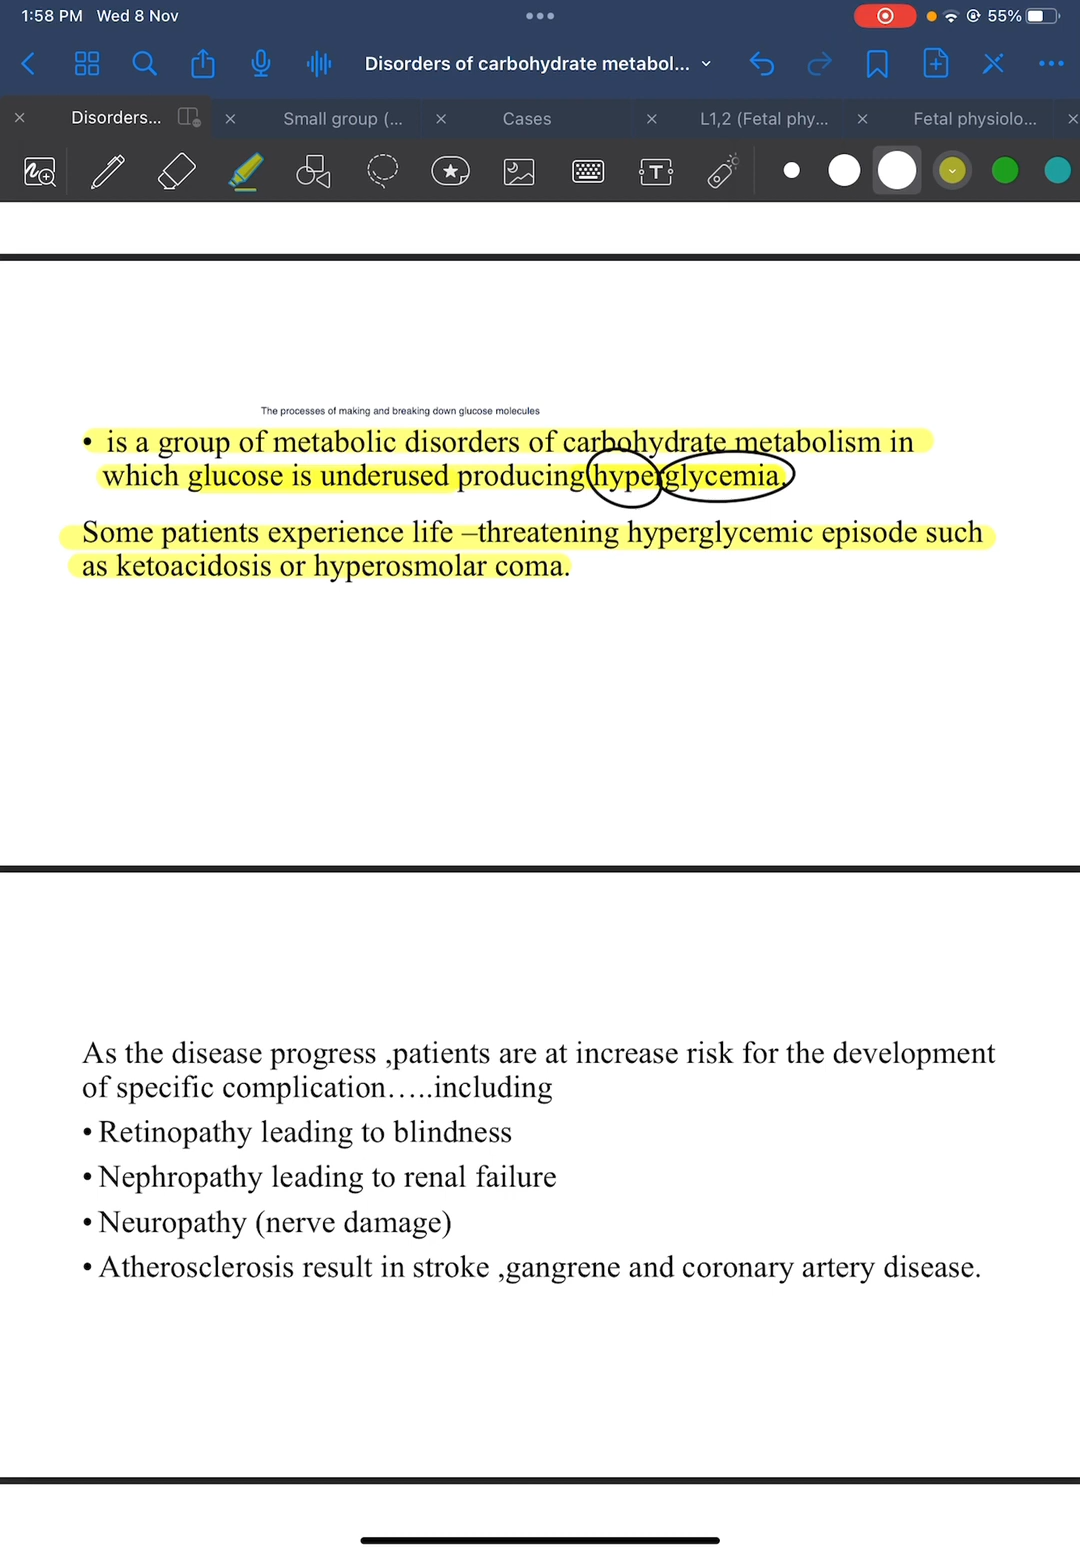 1:58 PM Wed 8 Nov
55%
Disorders of carbohydrate metabol...
Disorders...
Small group (...
Cases
L1,2 (Fetal phy...
Fetal physiolo...
T
The processes of making and breaking down glucose molecules
• is a group of metabolic disorders of carbohydrate metabolism in
which glucose is underused producing hyperglycemia.
Some patients experience life –threatening hyperglycemic episode such
as ketoacidosis or hyperosmolar coma.
As the disease progress ,patients are at increase risk for the development
of specific complication…..including
• Retinopathy leading to blindness
• Nephropathy leading to renal failure
• Neuropathy (nerve damage)
• Atherosclerosis result in stroke ,gangrene and coronary artery disease.